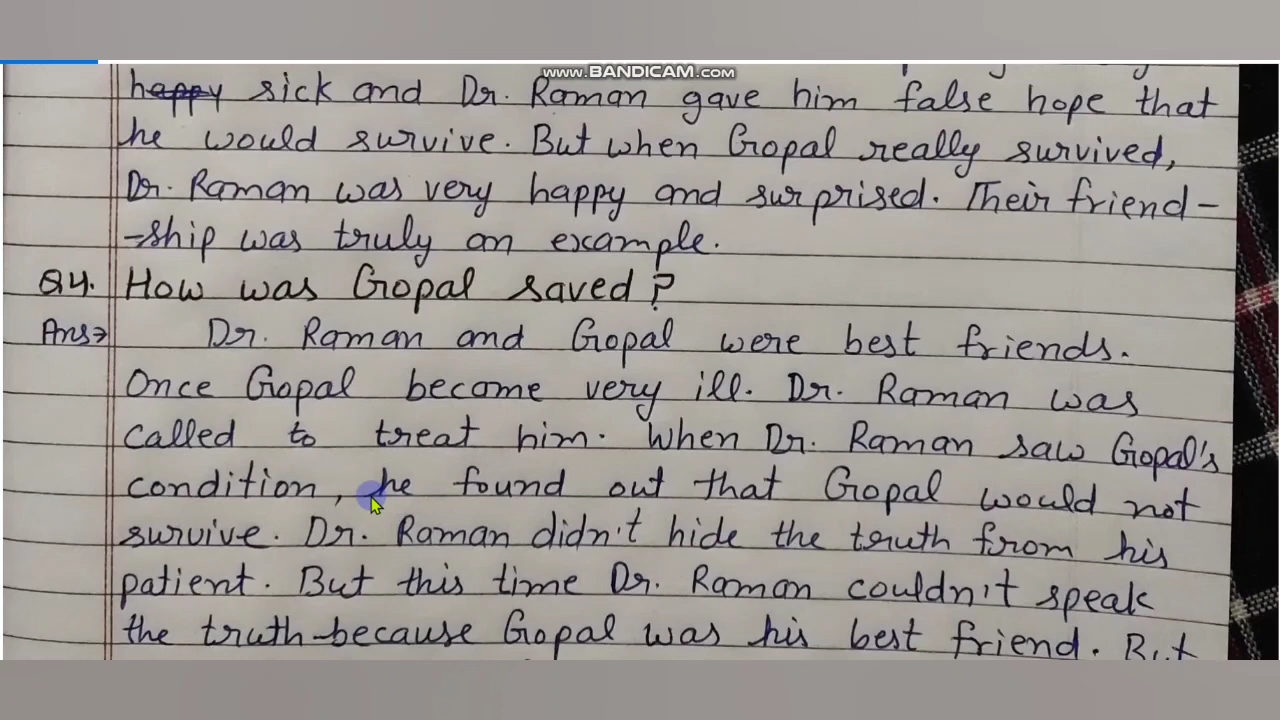 www.BANDICAM.com
happy sick and Dr. Raman gave him false hope that
he would survive. But when Gopal really survived,
Dr. Raman was very happy and surprised. Their friend-
-ship was truly an example.
Q4. How was Gopal saved?
Ans→ Dr. Raman and Gopal were best friends.
Once Gopal become very ill. Dr. Raman was
called to treat him. When Dr. Raman saw Gopal's
condition, he found out that Gopal would not
survive. Dr. Raman didn't hide the truth from his
patient. But this time Dr. Raman couldn't speak
the truth because Gopal was his best friend. But